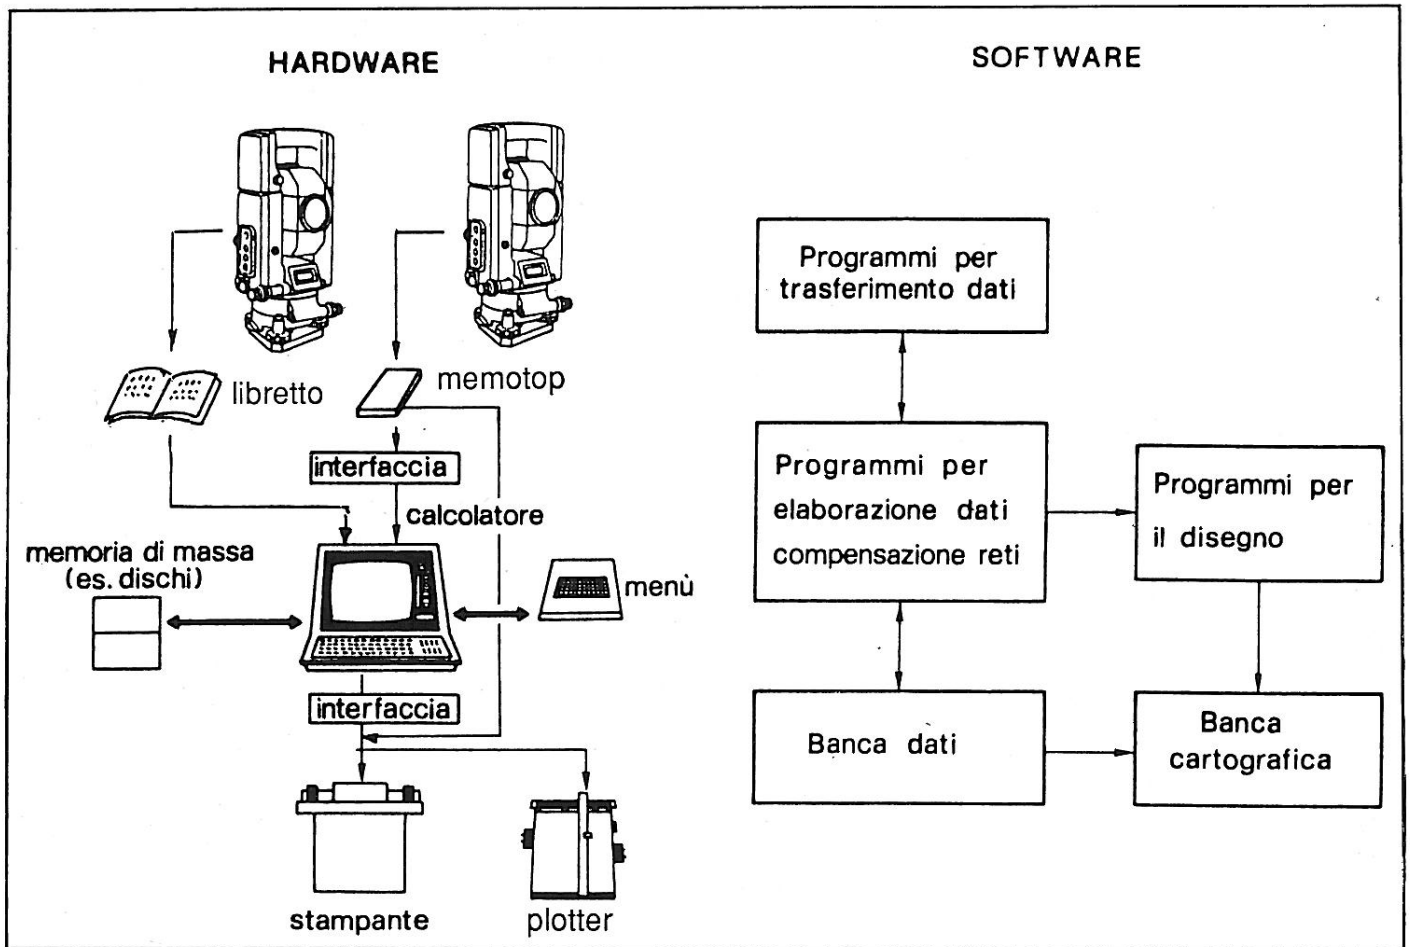 HARDWARE
libretto
memotop
interfaccia
calcolatore
memoria di massa
(es. dischi)
menù
interfaccia
stampante
plotter
SOFTWARE
Programmi per
trasferimento dati
Programmi per
elaborazione dati
compensazione reti
Programmi per
il disegno
Banca dati
Banca
cartografica